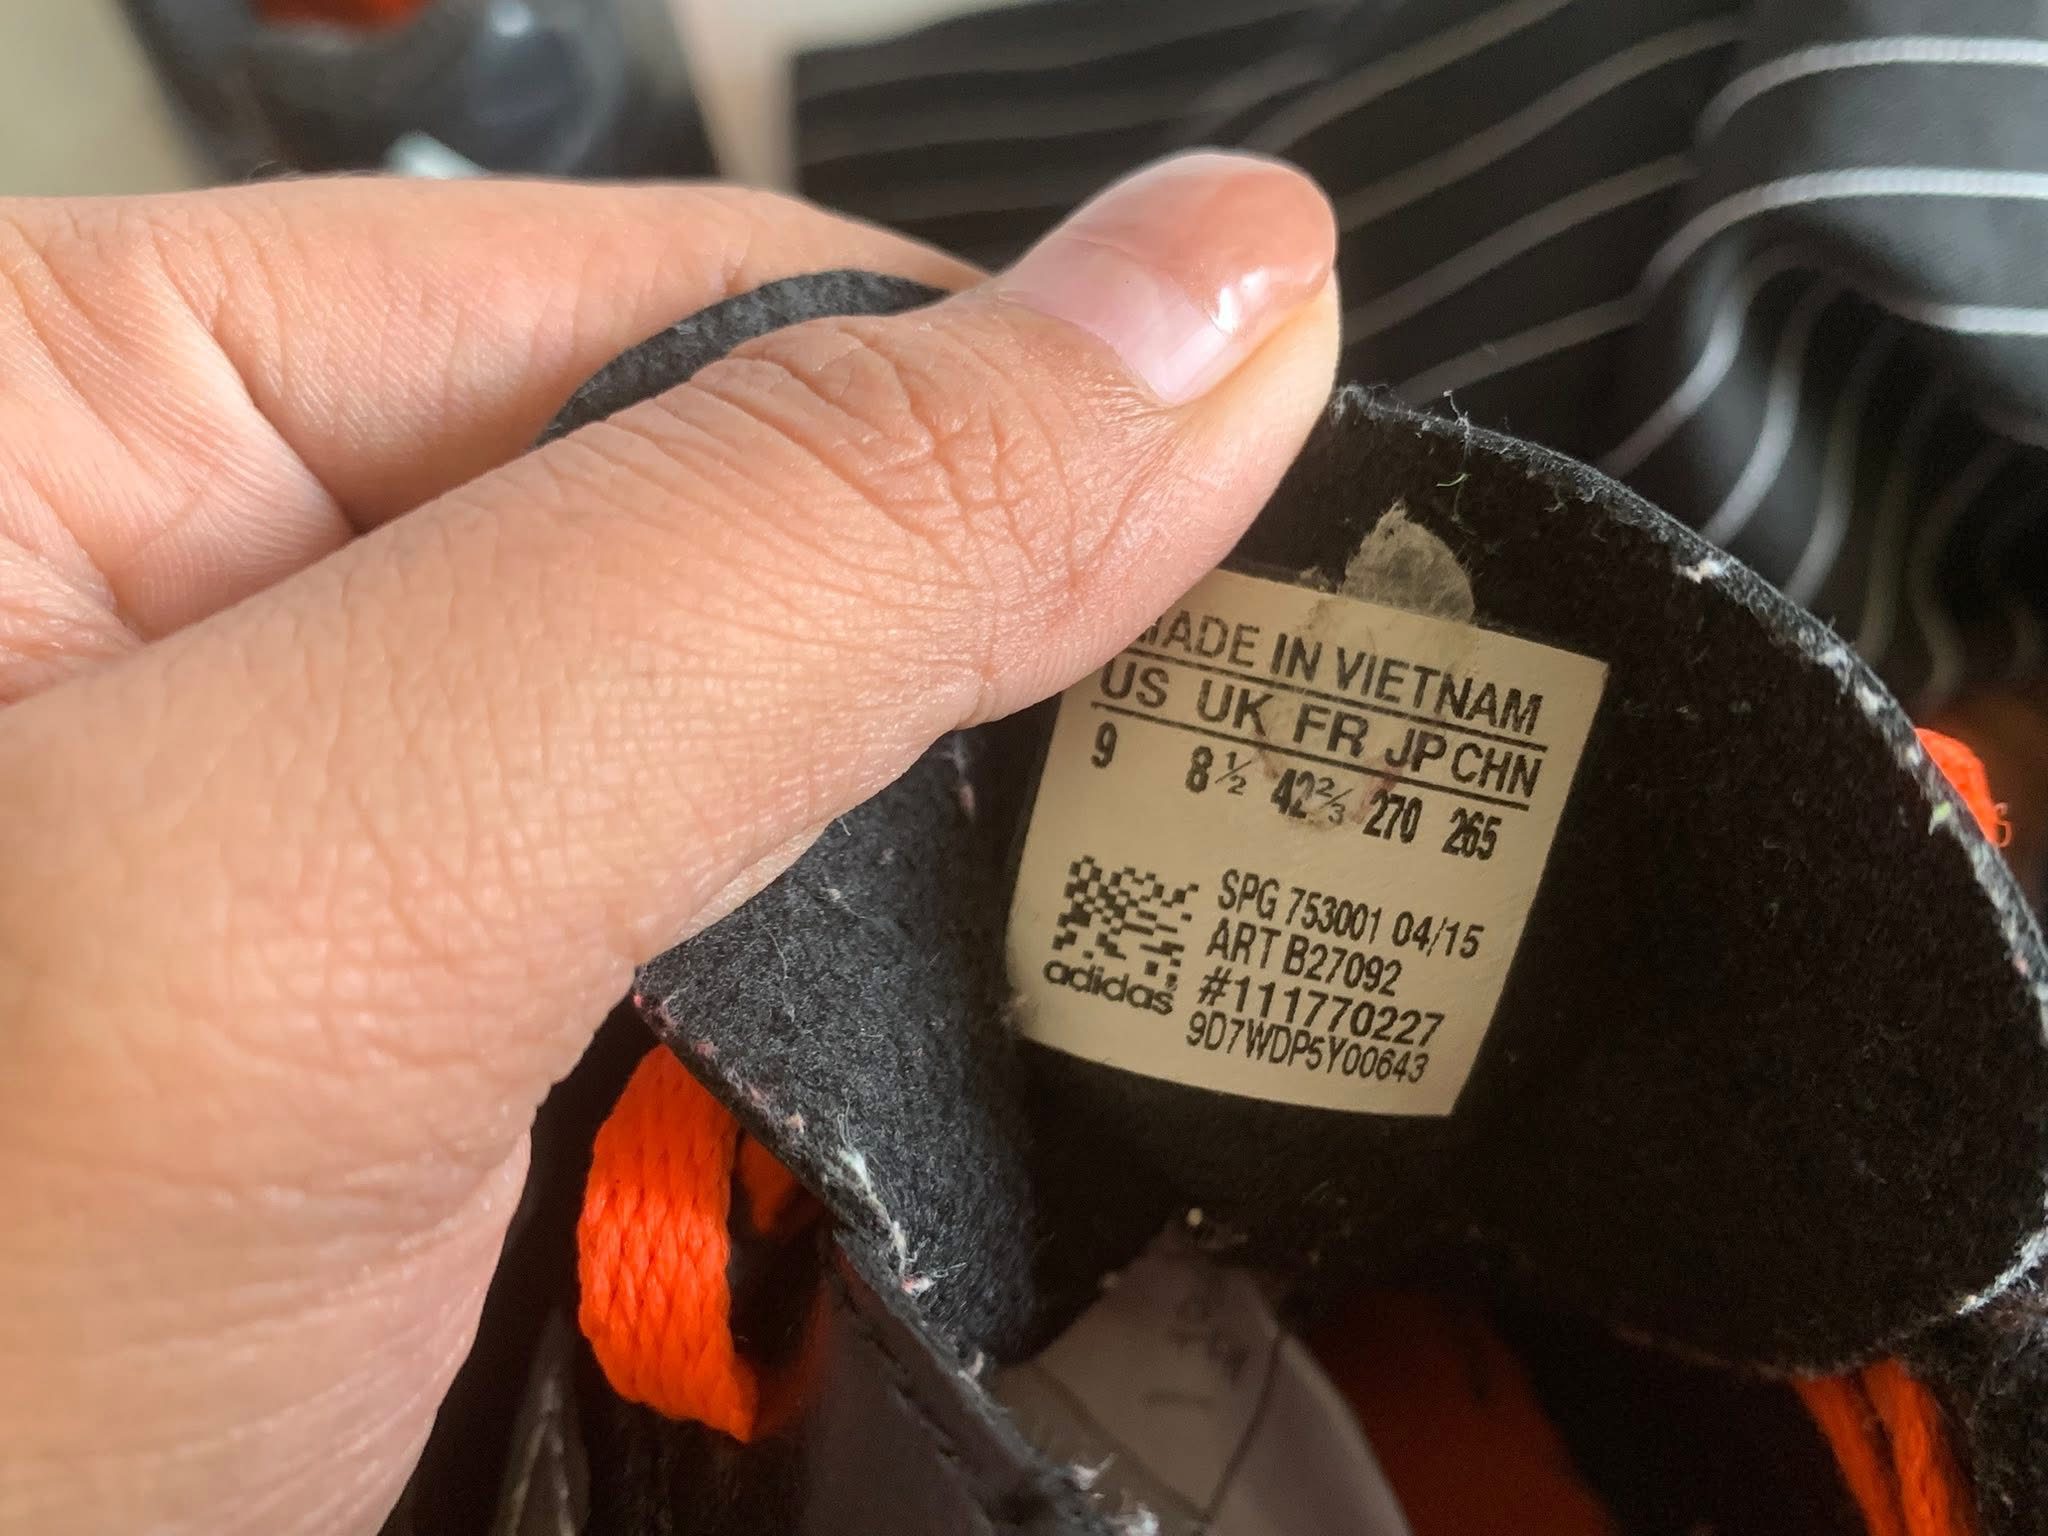 MADE IN VIETNAM
US UK FR JP CHN
9 8½ 42⅔ 270 265
SPG 753001 04/15
ART B27092
#111770227
9D7WDP5Y00643
adidas